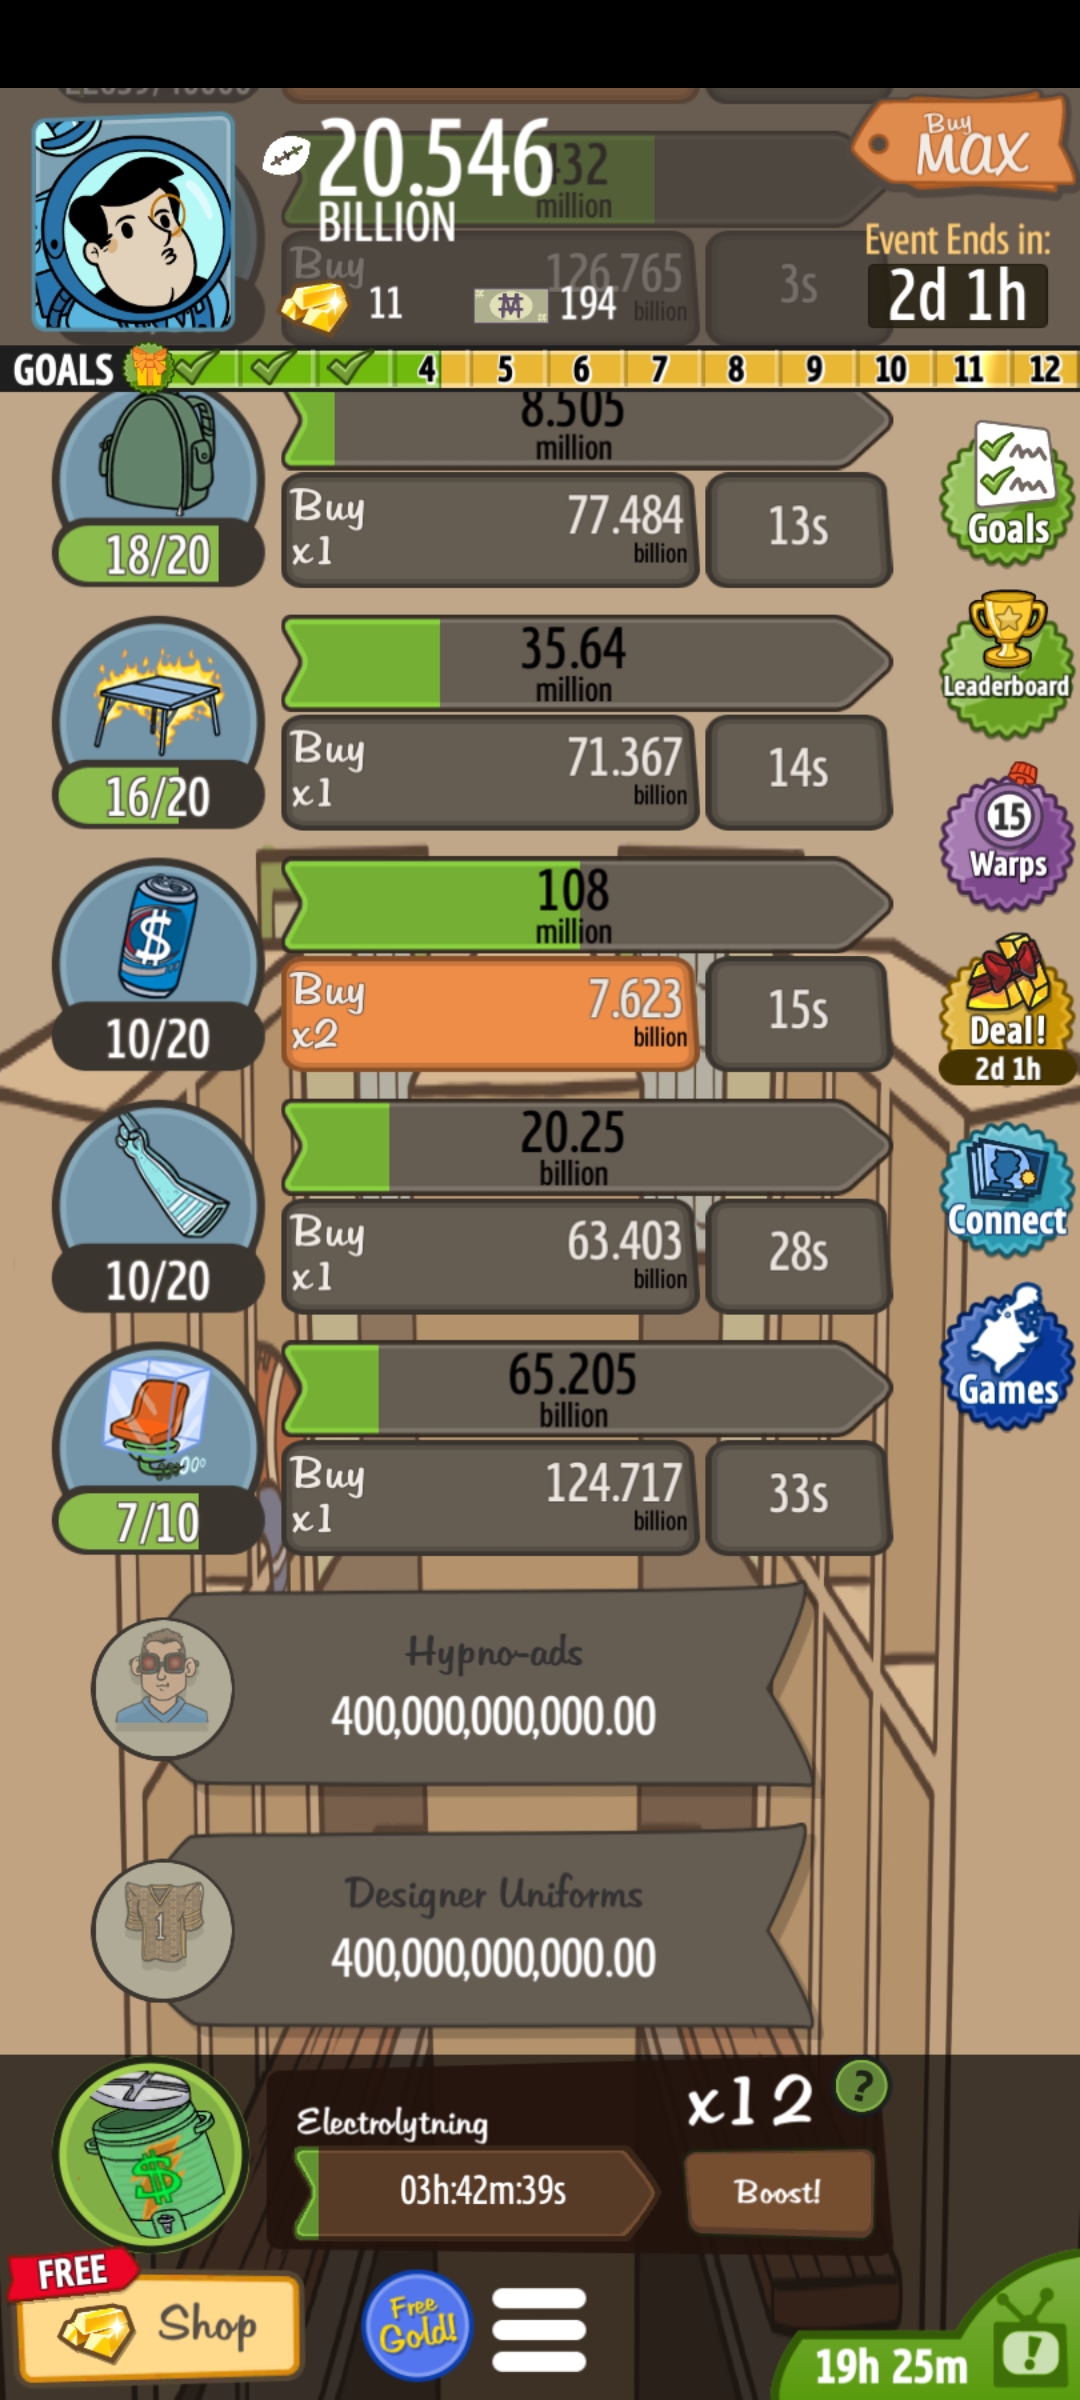 20.546
BILLION
432
million
Buy
126.765
billion
3s
11
194
Buy
MAX
Event Ends in:
2d 1h
GOALS 4 5 6 7 8 9 10 11 12
8.505
million
Buy
x1
77.484
billion
13s
18/20
Goals
35.64
million
Buy
x1
71.367
billion
14s
16/20
Leaderboard
15
Warps
108
million
$
Buy
x2
7.623
billion
15s
10/20
Deal!
2d 1h
20.25
billion
Buy
x1
63.403
billion
28s
10/20
Connect
65.205
billion
Buy
x1
124.717
billion
33s
7/10
Games
Hypno-ads
400,000,000,000.00
Designer Uniforms
1
400,000,000,000.00
$
Electrolytning
03h:42m:39s
x12
?
Boost!
FREE
Shop
Free
Gold!
19h 25m
!